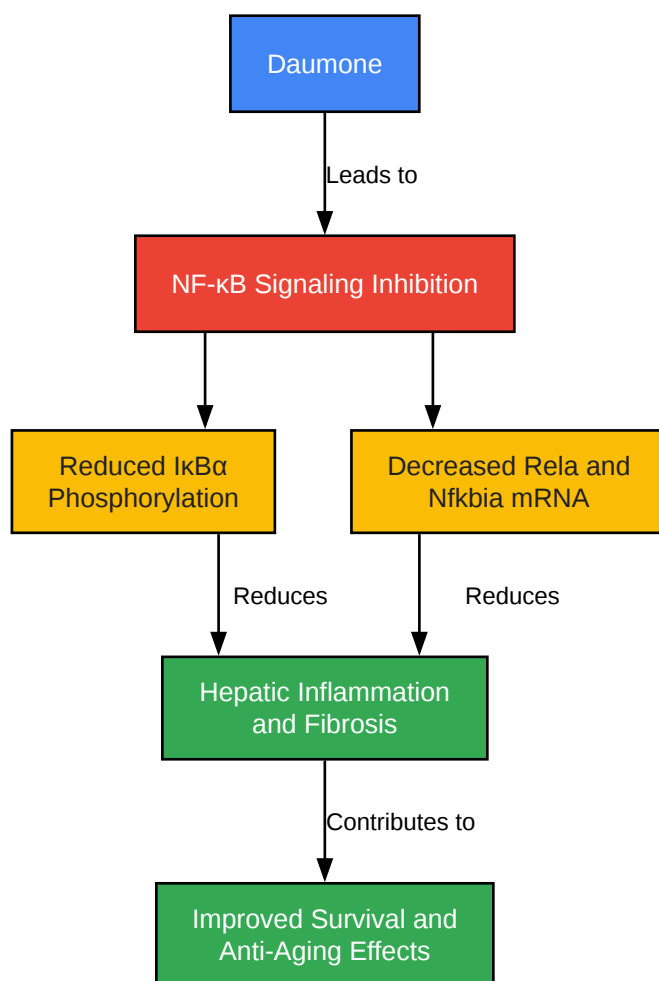 Daumone
Leads to
NF-κB Signaling Inhibition
Reduced IκBα
Phosphorylation
Decreased Rela and
Nfkbia mRNA
Reduces
Reduces
Hepatic Inflammation
and Fibrosis
Contributes to
Improved Survival and
Anti-Aging Effects